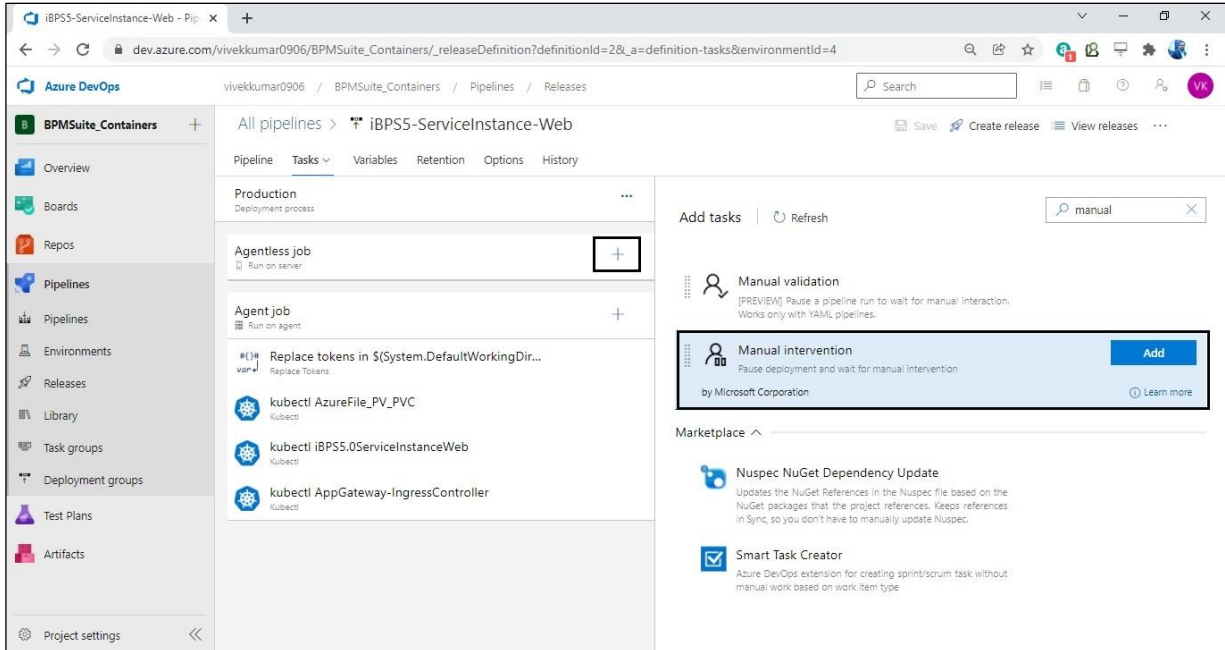 iBPS5-ServiceInstance-Web - Pip
dev.azure.com/vivekkumar0906/BPMSuite_Containers/_releaseDefinition?definitionId=2&_a=definition-tasks&environmentId=4
Azure DevOps
vivekkumar0906 / BPMSuite_Containers / Pipelines / Releases
Search
VK
B BPMSuite_Containers
All pipelines > iBPS5-ServiceInstance-Web
Save Create release View releases ...
Pipeline Tasks Variables Retention Options History
Overview
Boards
Repos
Pipelines
Pipelines
Environments
Releases
Library
Task groups
Deployment groups
Test Plans
Artifacts
Project settings
Production
Deployment process
Agentless job
Run on server
Agent job
Run on agent
Replace tokens in $(System.DefaultWorkingDir...
Replace Tokens
kubectl AzureFile_PV_PVC
Kubectl
kubectl iBPS5.0ServiceInstanceWeb
Kubectl
kubectl AppGateway-IngressController
Kubectl
Add tasks Refresh
manual
Manual validation
[PREVIEW] Pause a pipeline run to wait for manual interaction.
Works only with YAML pipelines.
Manual intervention
Pause deployment and wait for manual intervention
Add
by Microsoft Corporation
Learn more
Marketplace
Nuspec NuGet Dependency Update
Updates the NuGet References in the Nuspec file based on the
NuGet packages that the project references. Keeps references
in Sync, so you don't have to manually update Nuspec.
Smart Task Creator
Azure DevOps extension for creating sprint/scrum task without
manual work based on work item type